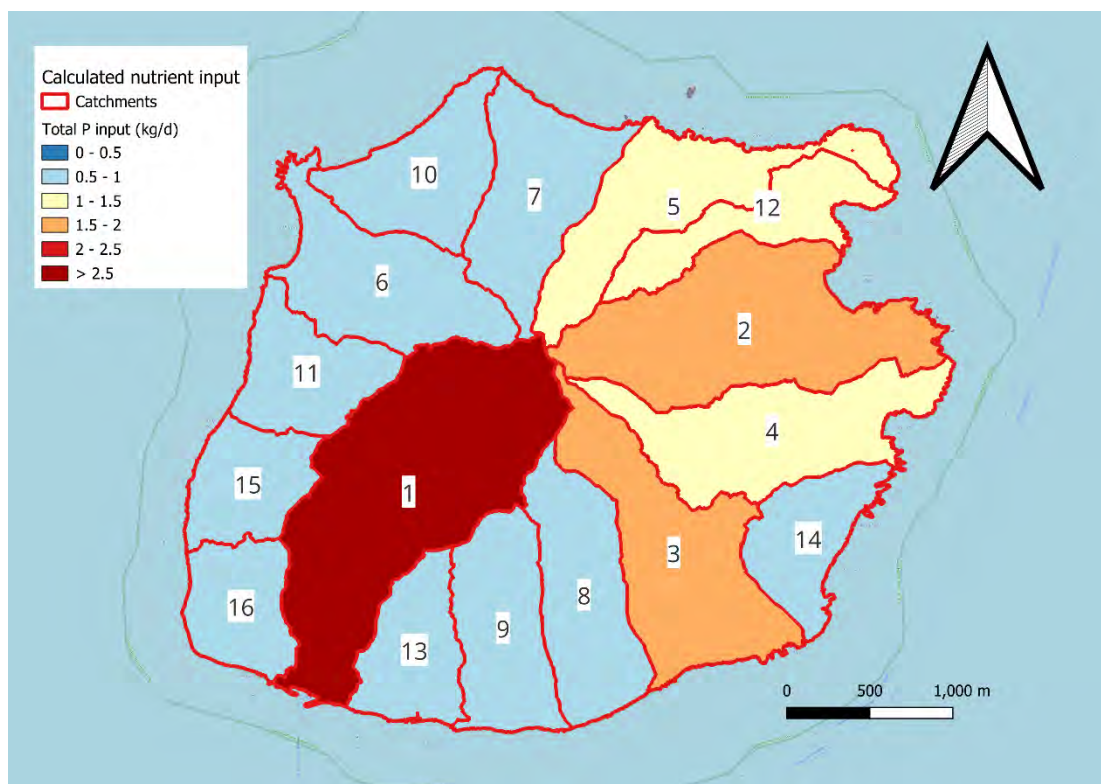 Calculated nutrient input
Catchments
Total P input (kg/d)
0 - 0.5
0.5 - 1
1 - 1.5
1.5 - 2
2 - 2.5
> 2.5
10
7
5
12
6
2
11
4
15
1
14
3
16
8
9
13
0 500 1,000 m